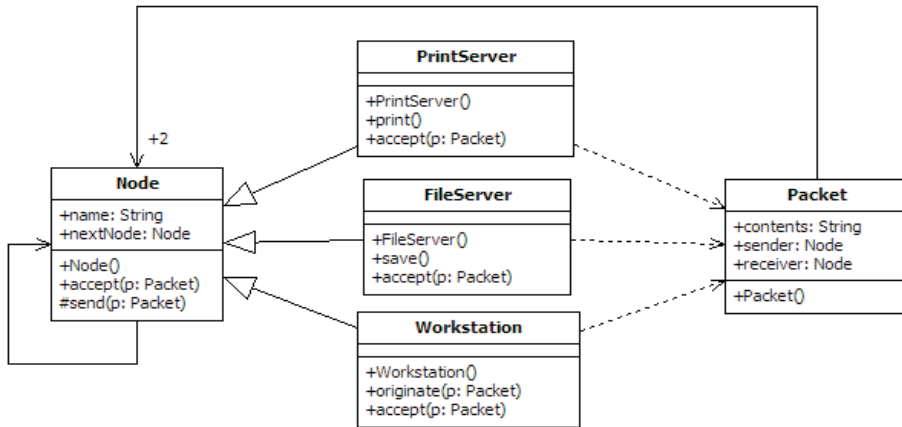 PrintServer
+PrintServer()
+print()
+accept(p: Packet)
+2
Node
+name: String
+nextNode: Node
+Node()
+accept(p: Packet)
#send(p: Packet)
FileServer
+FileServer()
+save()
+accept(p: Packet)
Packet
+contents: String
+sender: Node
+receiver: Node
+Packet()
Workstation
+Workstation()
+originate(p: Packet)
+accept(p: Packet)